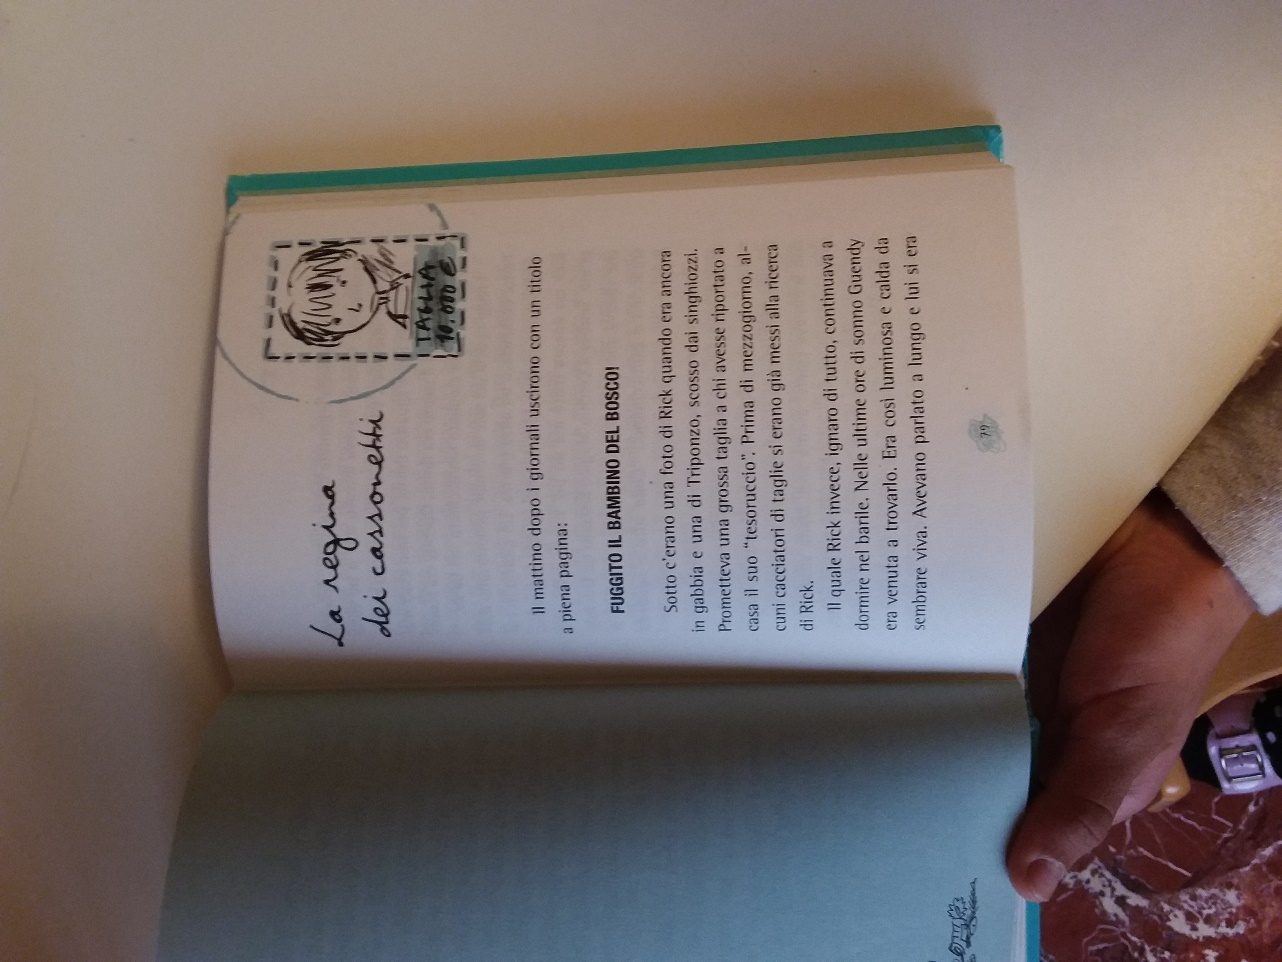 La regina
dei cassonetti
TAGLIA
10.000 €
Il mattino dopo i giornali uscirono con un titolo
a piena pagina:
FUGGITO IL BAMBINO DEL BOSCO!
Sotto c'erano una foto di Rick quando era ancora
in gabbia e una di Triponzo, scosso dai singhiozzi.
Prometteva una grossa taglia a chi avesse riportato a
casa il suo “tesoruccio”. Prima di mezzogiorno, al-
cuni cacciatori di taglie si erano già messi alla ricerca
di Rick.
Il quale Rick invece, ignaro di tutto, continuava a
dormire nel barile. Nelle ultime ore di sonno Guendy
era venuta a trovarlo. Era così luminosa e calda da
sembrare viva. Avevano parlato a lungo e lui si era